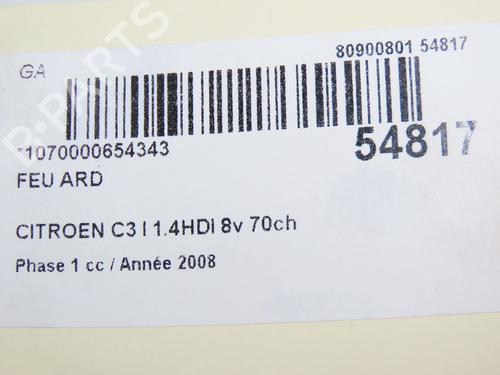 80900801 54817
GA
B-PARTS
*1070000654343
54817
FEU ARD
CITROEN C3 I 1.4HDI 8v 70ch
Phase 1 cc / Année 2008